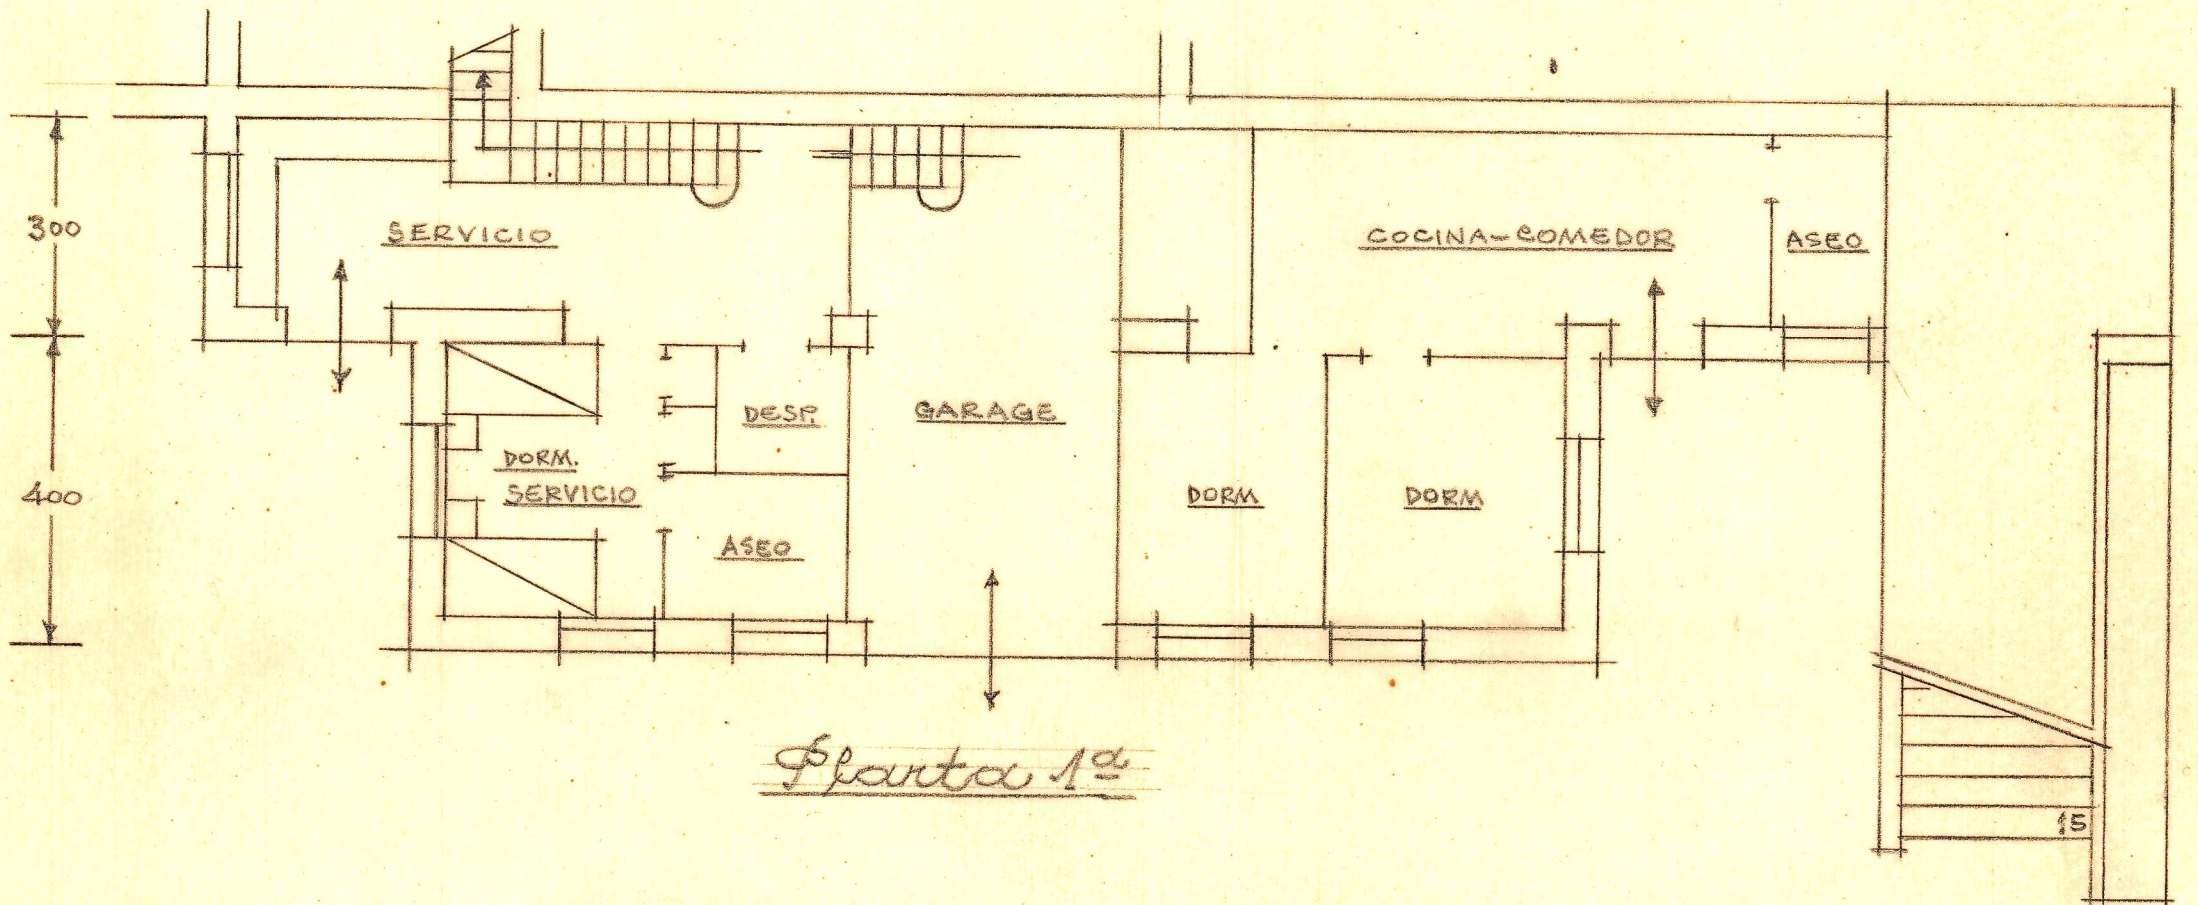 300
SERVICIO
COCINA-COMEDOR
ASEO
DESP.
GARAGE
DORM.
SERVICIO
400
DORM
DORM
ASEO
Planta 1ª
15